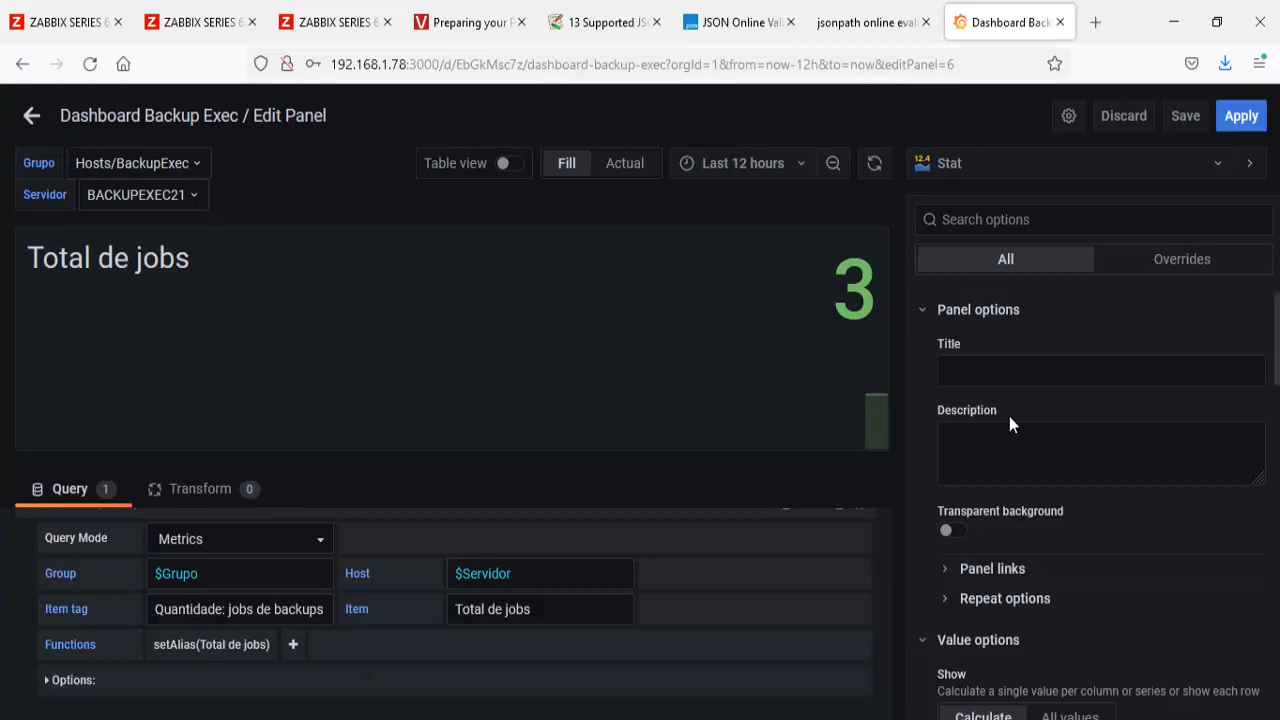 ZABBIX SERIES 6
ZABBIX SERIES 6
ZABBIX SERIES 6
Preparing your P
13 Supported JS
JSON Online Vali
jsonpath online eval
Dashboard Back
192.168.1.78:3000/d/EbGkMsc7z/dashboard-backup-exec?orgId=1&from=now-12h&to=now&editPanel=6
Dashboard Backup Exec / Edit Panel
Discard
Save
Apply
Grupo
Hosts/BackupExec
Table view
Fill
Actual
Last 12 hours
12.4
Stat
Servidor
BACKUPEXEC21
Search options
All
Overrides
Total de jobs
3
Panel options
Title
Description
Transparent background
Panel links
Repeat options
Value options
Show
Calculate a single value per column or series or show each row
Calculate
All values
Query 1
Transform 0
Query Mode
Metrics
Group
$Grupo
Host
$Servidor
Item tag
Quantidade: jobs de backups
Item
Total de jobs
Functions
setAlias(Total de jobs)
+
Options: